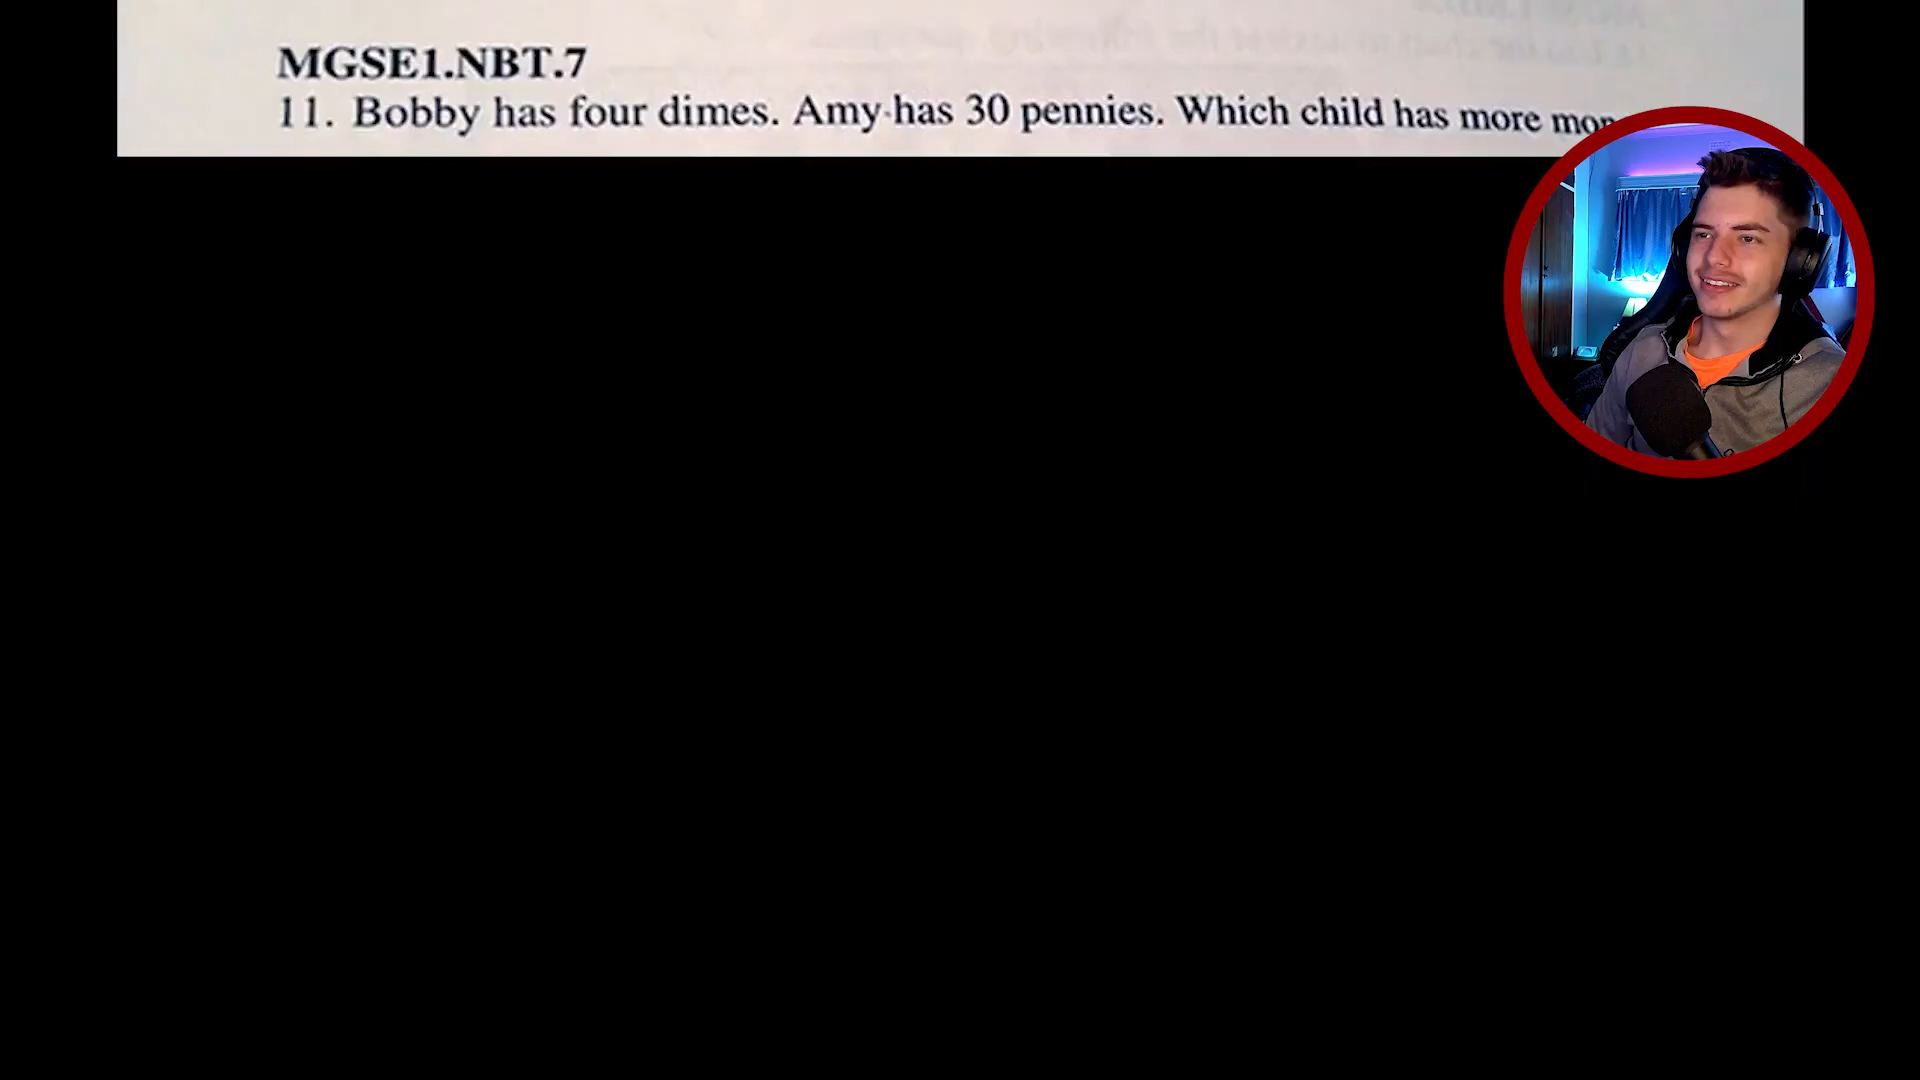 MGSE1.NBT.7
11. Bobby has four dimes. Amy has 30 pennies. Which child has more